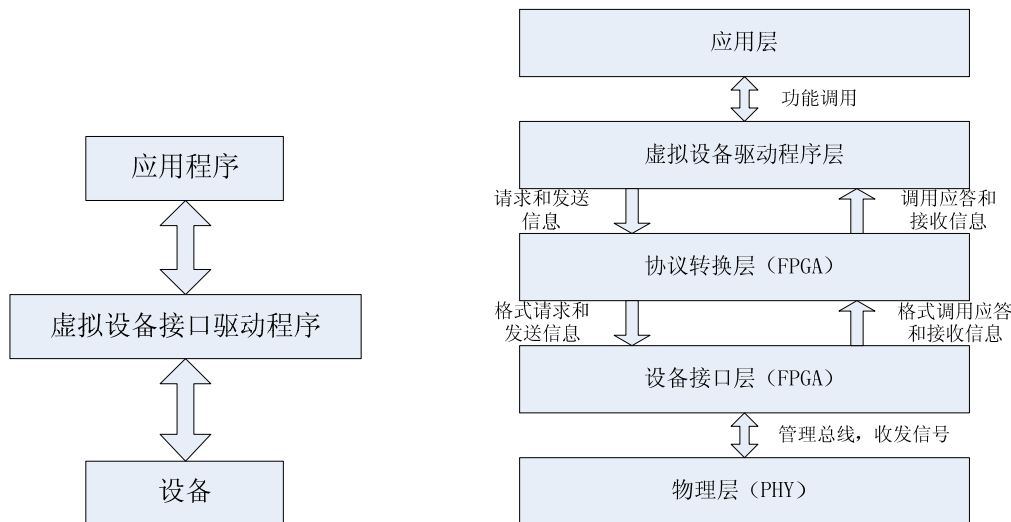 应用程序
虚拟设备接口驱动程序
设备
应用层
功能调用
虚拟设备驱动程序层
请求和发送
信息
调用应答和
接收信息
协议转换层（FPGA）
格式请求和
发送信息
格式调用应答
和接收信息
设备接口层（FPGA）
管理总线，收发信号
物理层（PHY）